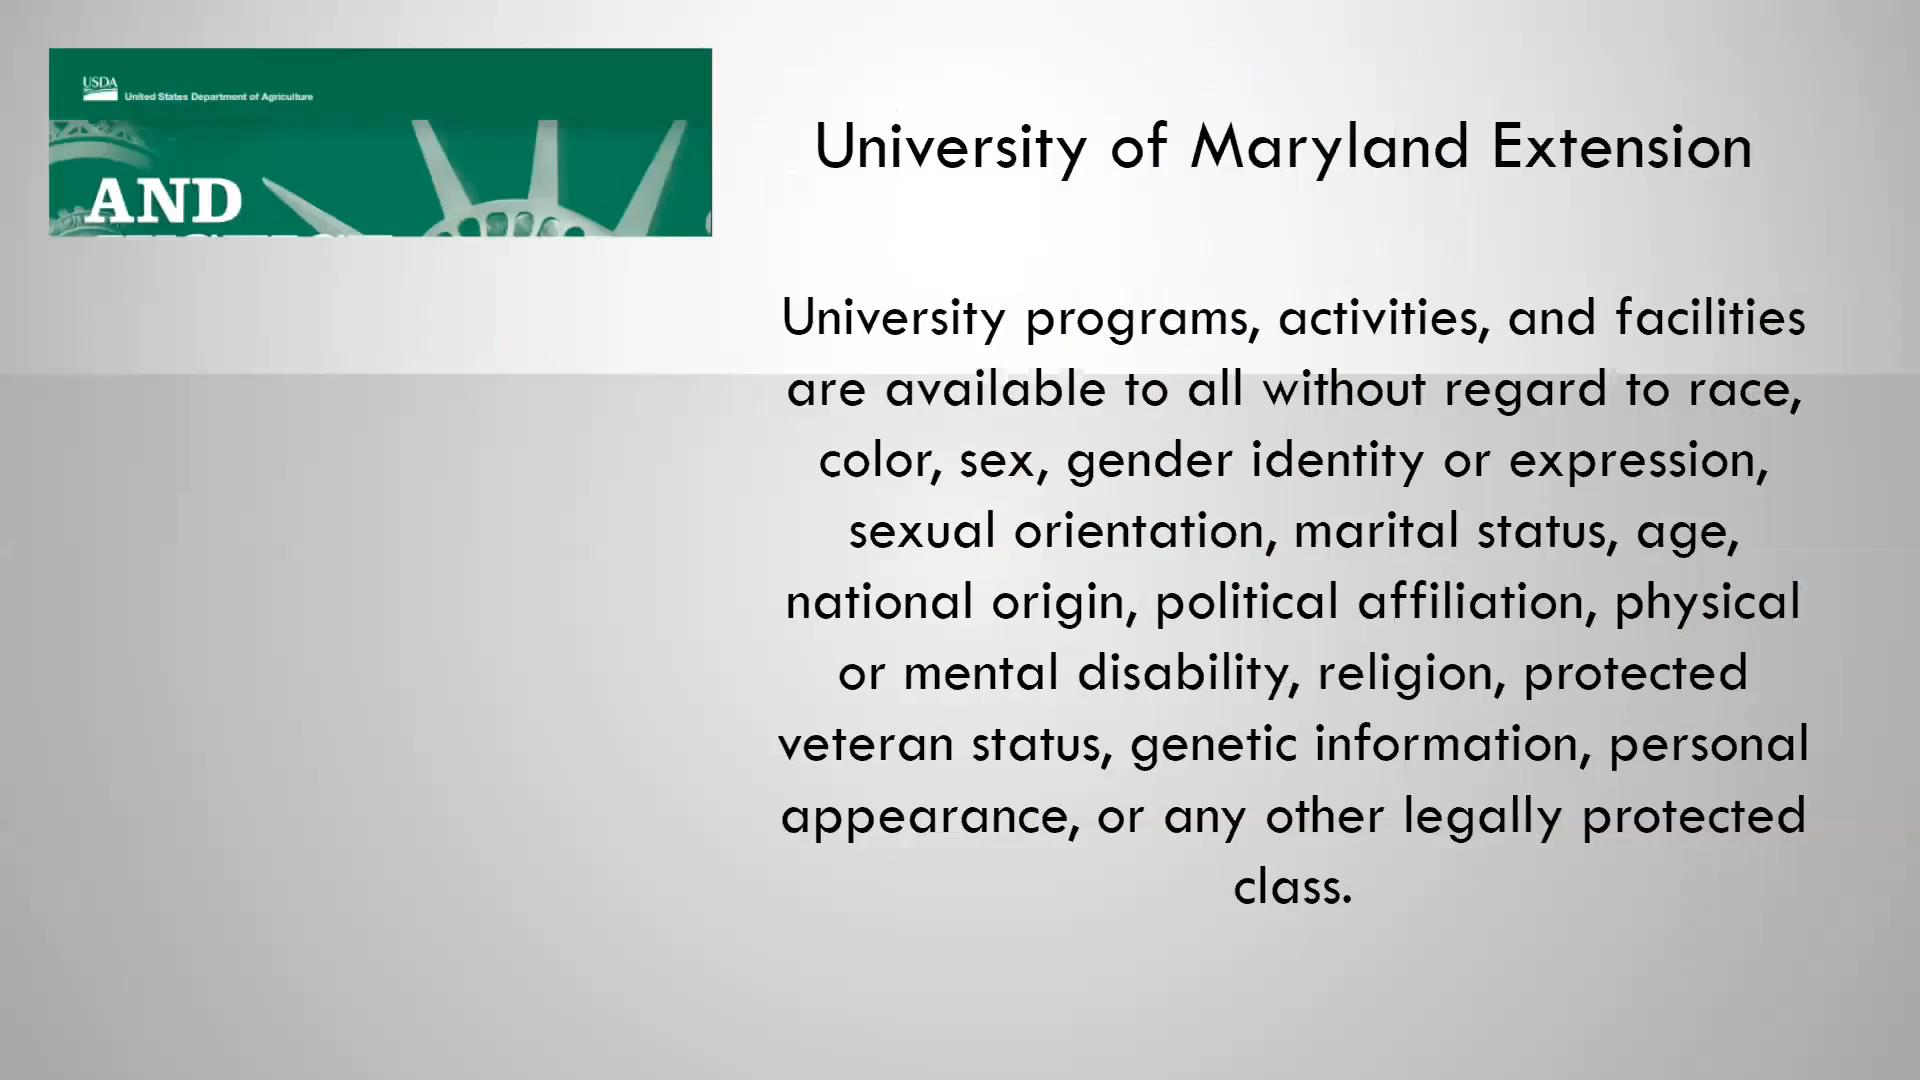 USDA
United States Department of Agriculture
AND
University of Maryland Extension
University programs, activities, and facilities
are available to all without regard to race,
color, sex, gender identity or expression,
sexual orientation, marital status, age,
national origin, political affiliation, physical
or mental disability, religion, protected
veteran status, genetic information, personal
appearance, or any other legally protected
class.